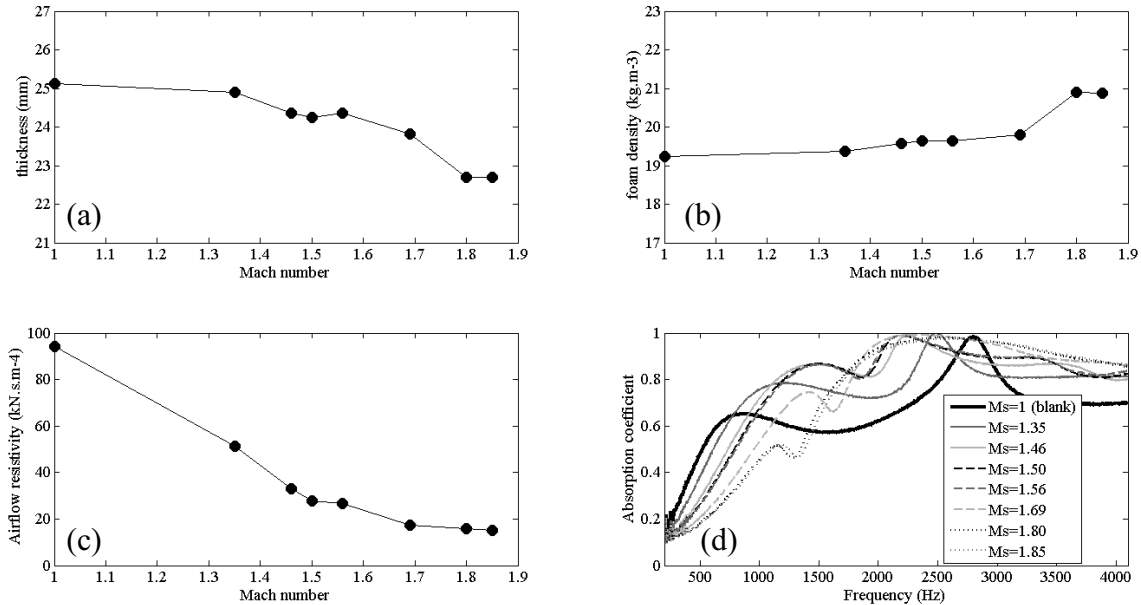 27
26
25
24
23
22
21
thickness (mm)
(a)
1 1.1 1.2 1.3 1.4 1.5 1.6 1.7 1.8 1.9
Mach number
23
22
21
20
19
18
17
foam density (kg.m-3)
(b)
1 1.1 1.2 1.3 1.4 1.5 1.6 1.7 1.8 1.9
Mach number
100
80
60
40
20
0
Airflow resistivity (kN.s.m-4)
(c)
1 1.1 1.2 1.3 1.4 1.5 1.6 1.7 1.8 1.9
Mach number
1
0.8
0.6
0.4
0.2
0
Absorption coefficient
(d)
Ms=1 (blank)
Ms=1.35
Ms=1.46
Ms=1.50
Ms=1.56
Ms=1.69
Ms=1.80
Ms=1.85
500 1000 1500 2000 2500 3000 3500 4000
Frequency (Hz)